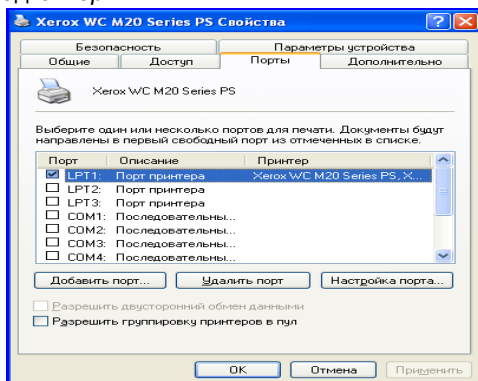 Xerox WC M20 Series PS Свойства
Безопасность Параметры устройства
Общие Доступ Порты Дополнительно
Xerox WC M20 Series PS
Выберите один или несколько портов для печати. Документы будут
направлены в первый свободный порт из отмеченных в списке.
Порт Описание Принтер
LPT1: Порт принтера Xerox WC M20 Series PS, X...
LPT2: Порт принтера
LPT3: Порт принтера
COM1: Последовательны...
COM2: Последовательны...
COM3: Последовательны...
COM4: Последовательны...
Добавить порт... Удалить порт Настройка порта...
Разрешить двусторонний обмен данными
Разрешить группировку принтеров в пул
OK Отмена Применить